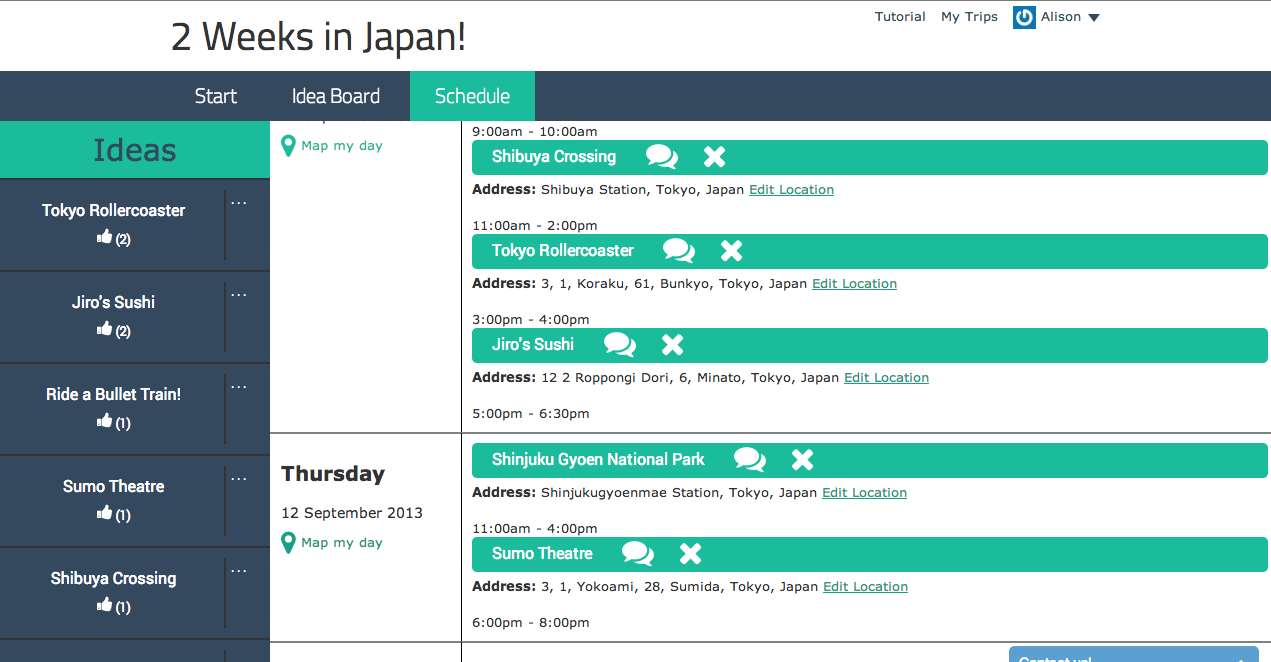 2 Weeks in Japan!
Tutorial My Trips Alison
Start Idea Board Schedule
Ideas
Tokyo Rollercoaster
...
(2)
Jiro's Sushi
...
(2)
Ride a Bullet Train!
...
(1)
Sumo Theatre
...
(1)
Shibuya Crossing
...
(1)
Map my day
9:00am - 10:00am
Shibuya Crossing
Address: Shibuya Station, Tokyo, Japan Edit Location
11:00am - 2:00pm
Tokyo Rollercoaster
Address: 3, 1, Koraku, 61, Bunkyo, Tokyo, Japan Edit Location
3:00pm - 4:00pm
Jiro's Sushi
Address: 12 2 Roppongi Dori, 6, Minato, Tokyo, Japan Edit Location
5:00pm - 6:30pm
Thursday
12 September 2013
Map my day
Shinjuku Gyoen National Park
Address: Shinjukugyoenmae Station, Tokyo, Japan Edit Location
11:00am - 4:00pm
Sumo Theatre
Address: 3, 1, Yokoami, 28, Sumida, Tokyo, Japan Edit Location
6:00pm - 8:00pm
Contact us!